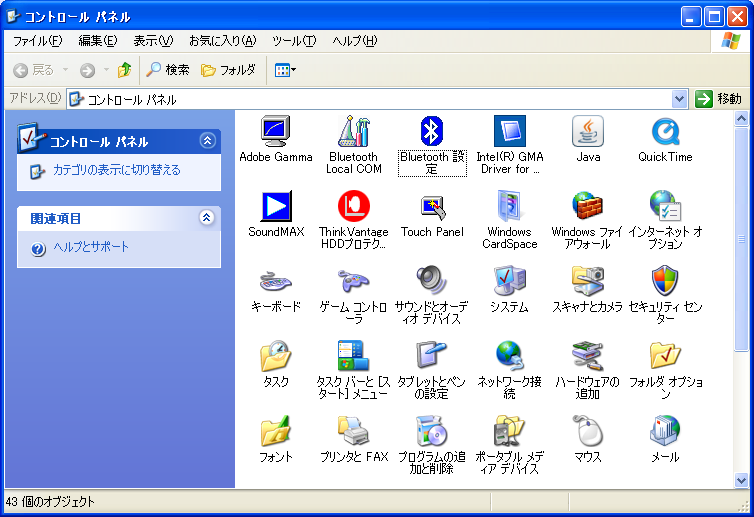 コントロール パネル
ファイル(F) 編集(E) 表示(V) お気に入り(A) ツール(T) ヘルプ(H)
戻る 検索 フォルダ
アドレス(D) コントロール パネル 移動
コントロール パネル
カテゴリの表示に切り替える
関連項目
ヘルプとサポート
Adobe Gamma
Bluetooth
Local COM
Bluetooth 設
定
Intel(R) GMA
Driver for ...
Java
QuickTime
SoundMAX
ThinkVantage
HDDプロテク...
Touch Panel
Windows
CardSpace
Windows ファイ
アウォール
インターネット オ
プション
キーボード
ゲーム コントロ
ーラ
サウンドとオーデ
ィオ デバイス
システム
スキャナとカメラ
セキュリティ セン
ター
タスク
タスク バーと [ス
タート] メニュー
タブレットとペン
の設定
ネットワーク接
続
ハードウェアの
追加
フォルダ オプショ
ン
フォント
プリンタと FAX
プログラムの追
加と削除
ポータブル メデ
ィア デバイス
マウス
メール
43 個のオブジェクト